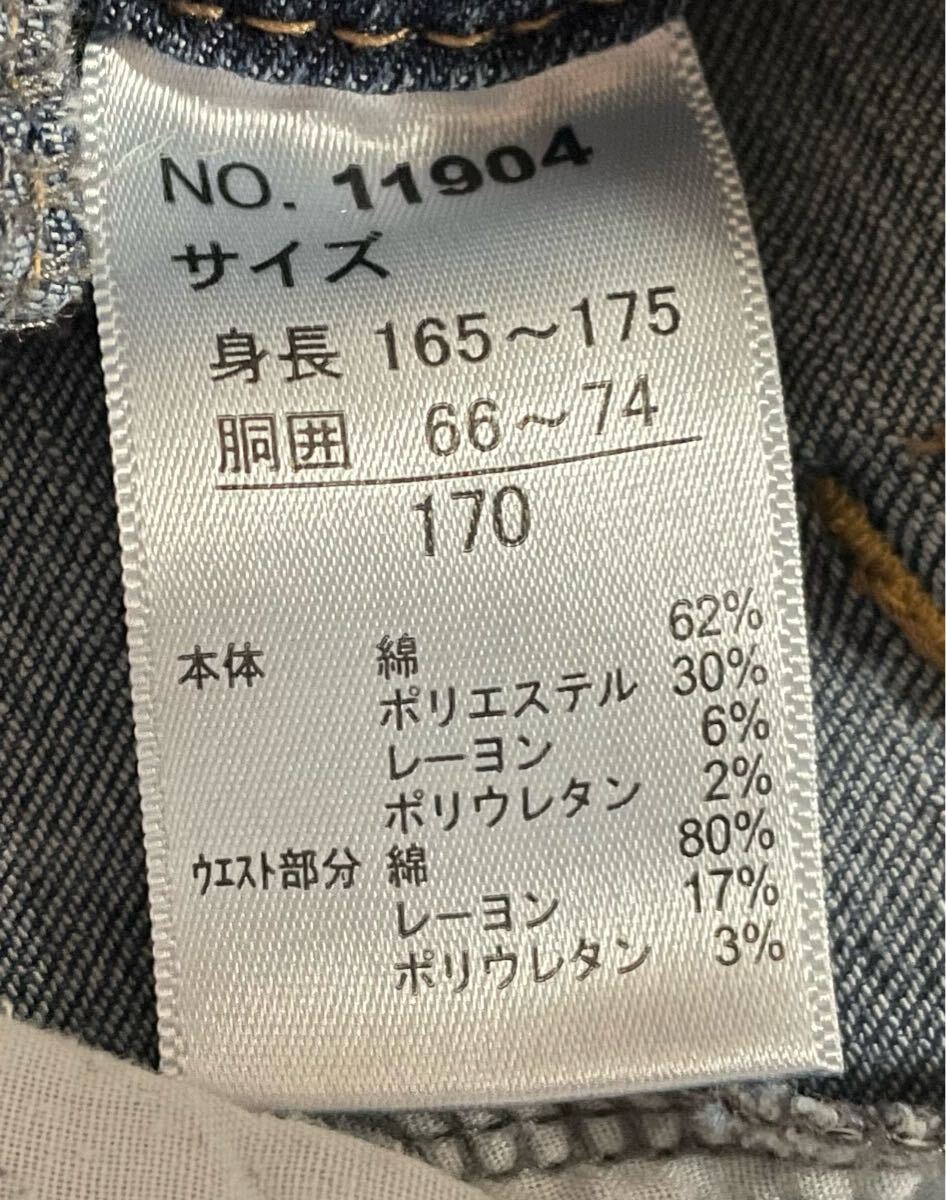 NO. 11904
サイズ
身長 165～175
胴囲 66～74
170
本体 綿 62%
ポリエステル 30%
レーヨン 6%
ポリウレタン 2%
ｳｴｽﾄ部分 綿 80%
レーヨン 17%
ポリウレタン 3%